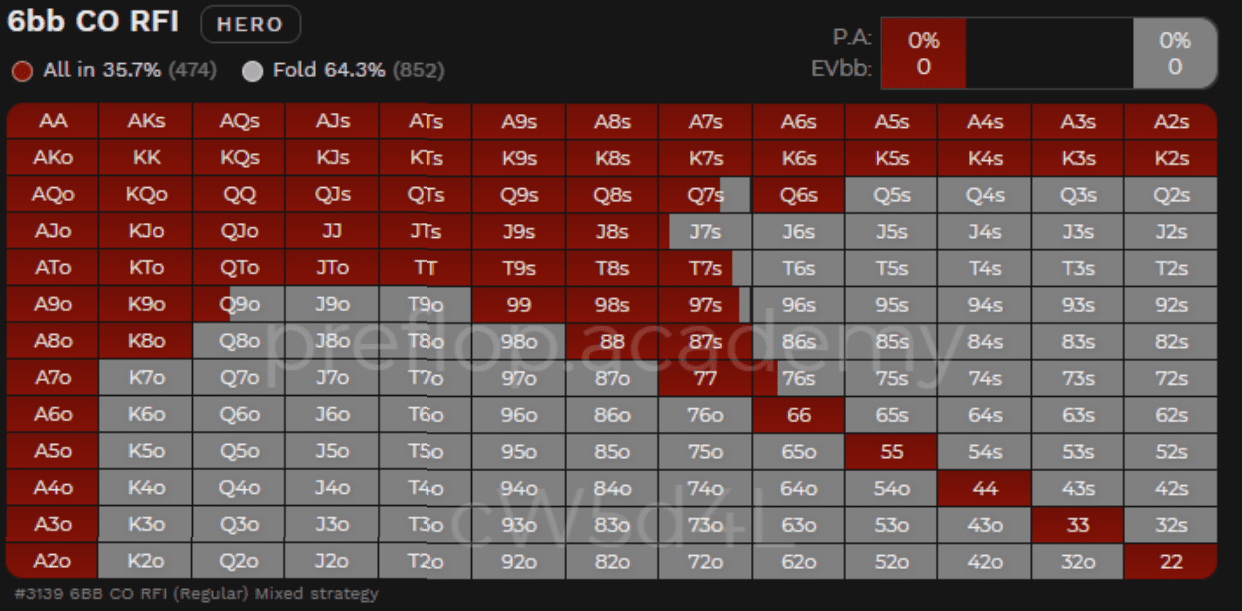 6bb CO RFI HERO
All in 35.7% (474) Fold 64.3% (852)
P.A: 0% 0%
EVbb: 0 0
AA AKs AQs AJs ATs A9s A8s A7s A6s A5s A4s A3s A2s
AKo KK KQs KJs KTs K9s K8s K7s K6s K5s K4s K3s K2s
AQo KQo QQ QJs QTs Q9s Q8s Q7s Q6s Q5s Q4s Q3s Q2s
AJo KJo QJo JJ JTs J9s J8s J7s J6s J5s J4s J3s J2s
ATo KTo QTo JTo TT T9s T8s T7s T6s T5s T4s T3s T2s
A9o K9o Q9o J9o T9o 99 98s 97s 96s 95s 94s 93s 92s
A8o K8o Q8o J8o T8o 98o 88 87s 86s 85s 84s 83s 82s
preflop.academy
A7o K7o Q7o J7o T7o 97o 87o 77 76s 75s 74s 73s 72s
A6o K6o Q6o J6o T6o 96o 86o 76o 66 65s 64s 63s 62s
A5o K5o Q5o J5o T5o 95o 85o 75o 65o 55 54s 53s 52s
A4o K4o Q4o J4o T4o 94o 84o 74o 64o 54o 44 43s 42s
cW5d4L
A3o K3o Q3o J3o T3o 93o 83o 73o 63o 53o 43o 33 32s
A2o K2o Q2o J2o T2o 92o 82o 72o 62o 52o 42o 32o 22
#3139 6BB CO RFI (Regular) Mixed strategy